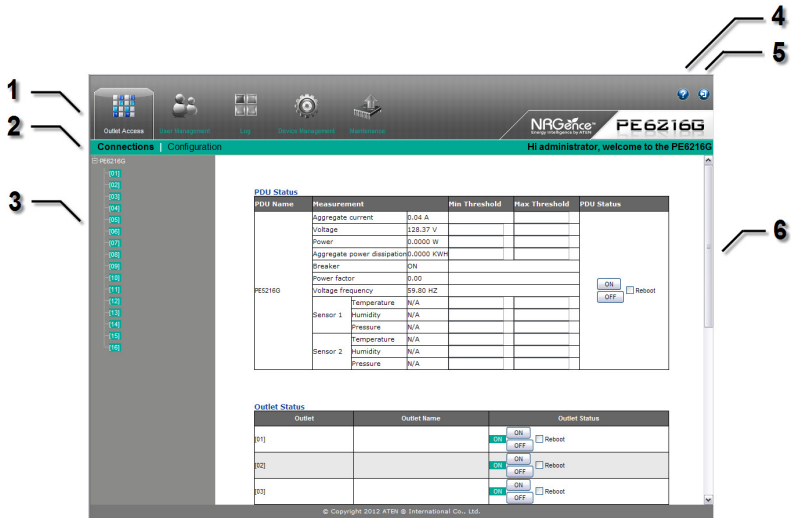 4
5
1
2
3
6
Outlet Access User Management Log Device Management Maintenance
NRGence™ PE6216G
Energy Intelligence by ATEN
Connections | Configuration Hi administrator, welcome to the PE6216G
PE6216G
[01]
[02]
[03]
[04]
[05]
[06]
[07]
[08]
[09]
[10]
[11]
[12]
[13]
[14]
[15]
[16]
PDU Status
PDU Name Measurement Min Threshold Max Threshold PDU Status
Aggregate current 0.04 A
Voltage 128.37 V
Power 0.0000 W
Aggregate power dissipation 0.0000 KWH
Breaker ON
Power factor 0.00
PE5216G Voltage frequency 59.80 HZ ON OFF Reboot
Sensor 1 Temperature N/A
Humidity N/A
Pressure N/A
Sensor 2 Temperature N/A
Humidity N/A
Pressure N/A
Outlet Status
Outlet Outlet Name Outlet Status
[01] ON ON OFF Reboot
[02] ON ON OFF Reboot
[03] ON ON OFF Reboot
© Copyright 2012 ATEN ® International Co., Ltd.